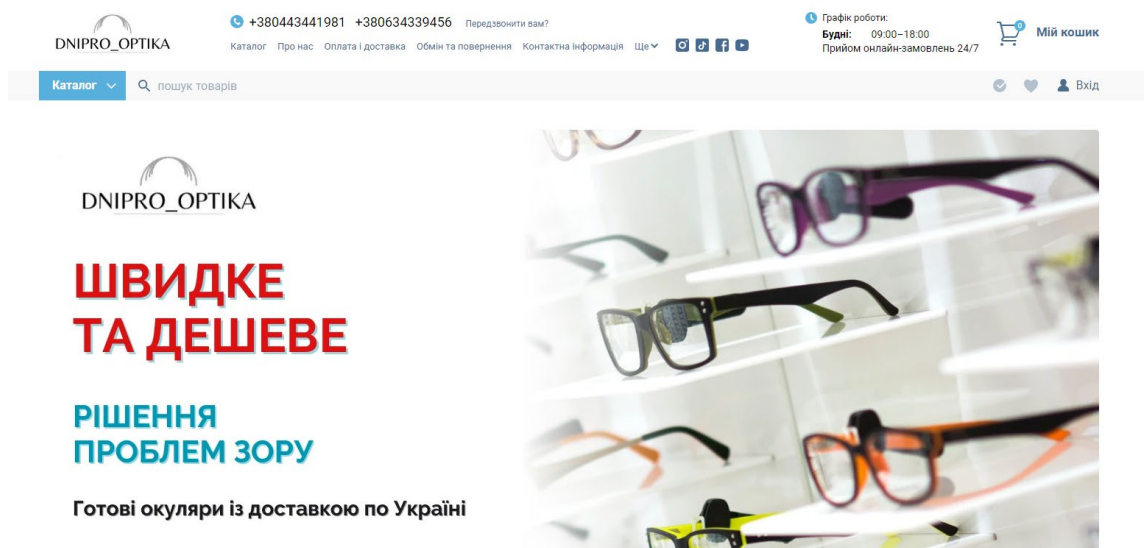 DNIPRO_OPTIKA
+380443441981 +380634339456 Передзвонити вам?
Каталог Про нас Оплата і доставка Обмін та повернення Контактна інформація Ще
Графік роботи:
Будні: 09:00–18:00
Прийом онлайн-замовлень 24/7
0
Мій кошик
Каталог
пошук товарів
Вхід
DNIPRO_OPTIKA
ШВИДКЕ
ТА ДЕШЕВЕ
РІШЕННЯ
ПРОБЛЕМ ЗОРУ
Готові окуляри із доставкою по Україні